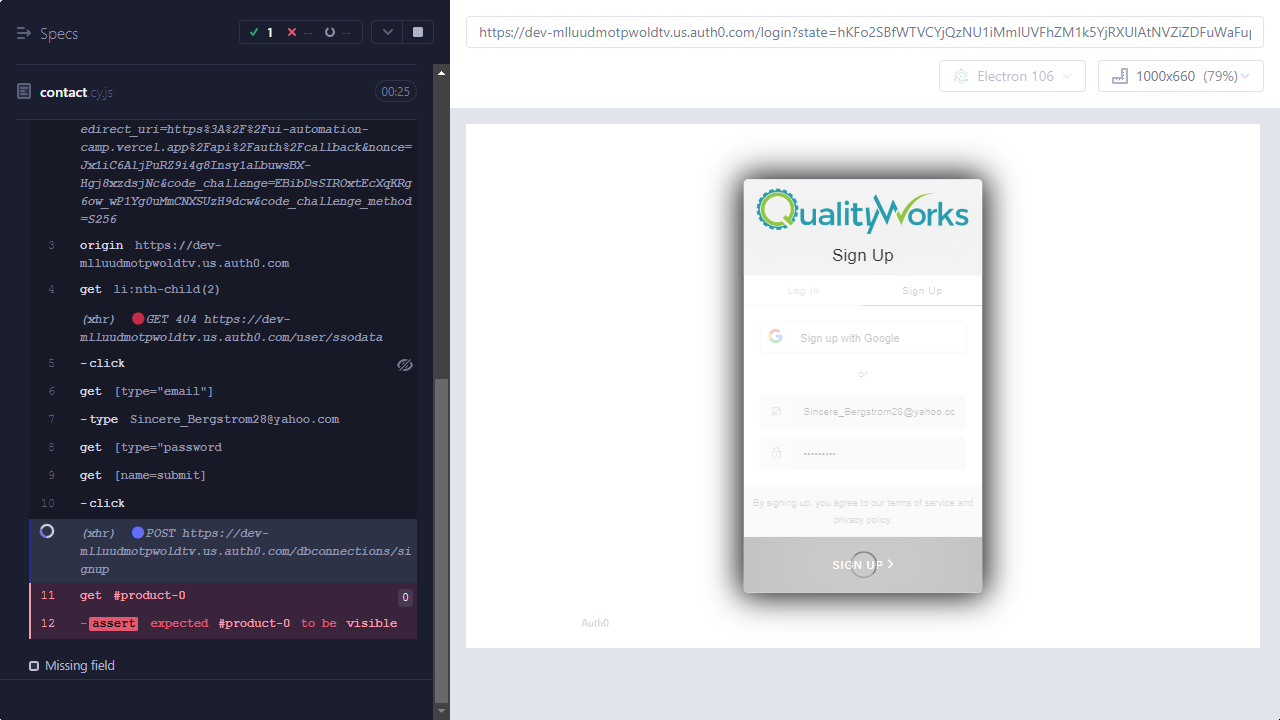 Specs
1
--
--
contact.cy.js
00:25
edirect_uri=https%3A%2F%2Fui-automation-
camp.vercel.app%2Fapi%2Fauth%2Fcallback&nonce=
Jx1iC6AljPuRZ9i4g8Insy1aLbuwsBX-
Hgj8xzdsjNc&code_challenge=EBibDsSIROxtEcXqKRg
6ow_wP1Yg0uMmCNXSUzH9dcw&code_challenge_method
=S256
3 origin https://dev-
mlluudmotpwoldtv.us.auth0.com
4 get li:nth-child(2)
(xhr) GET 404 https://dev-
mlluudmotpwoldtv.us.auth0.com/user/ssodata
5 -click
6 get [type="email"]
7 -type Sincere_Bergstrom28@yahoo.com
8 get [type="password
9 get [name=submit]
10 -click
(xhr) POST https://dev-
mlluudmotpwoldtv.us.auth0.com/dbconnections/si
gnup
11 get #product-0 0
12 -assert expected #product-0 to be visible
Missing field
https://dev-mlluudmotpwoldtv.us.auth0.com/login?state=hKFo2SBfWTVCYjQzNU1iMmlUVFhZM1k5YjRXUlAtNVZiZDFuWaFup
Electron 106
1000x660 (79%)
QualityWorks
Sign Up
Log In
Sign Up
Sign up with Google
or
Sincere_Bergstrom28@yahoo.cc
•••••••••
By signing up, you agree to our terms of service and
privacy policy.
SIGN UP
Auth0